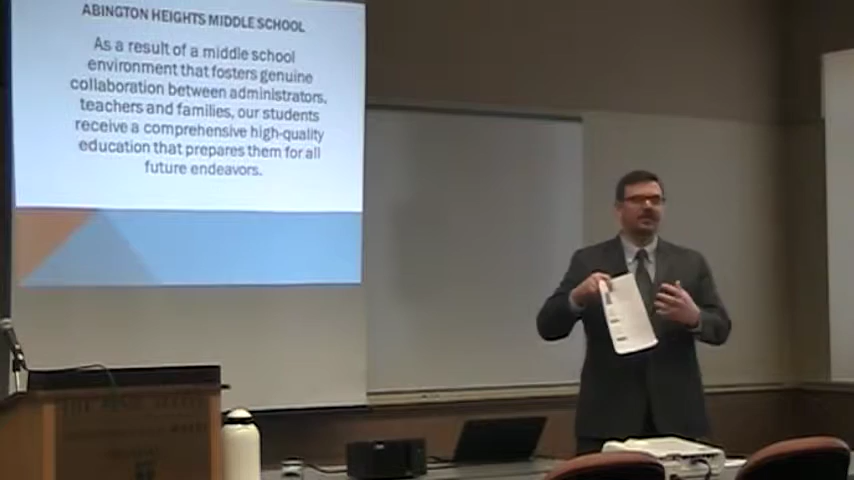 ABINGTON HEIGHTS MIDDLE SCHOOL
As a result of a middle school
environment that fosters genuine
collaboration between administrators,
teachers and families, our students
receive a comprehensive high-quality
education that prepares them for all
future endeavors.